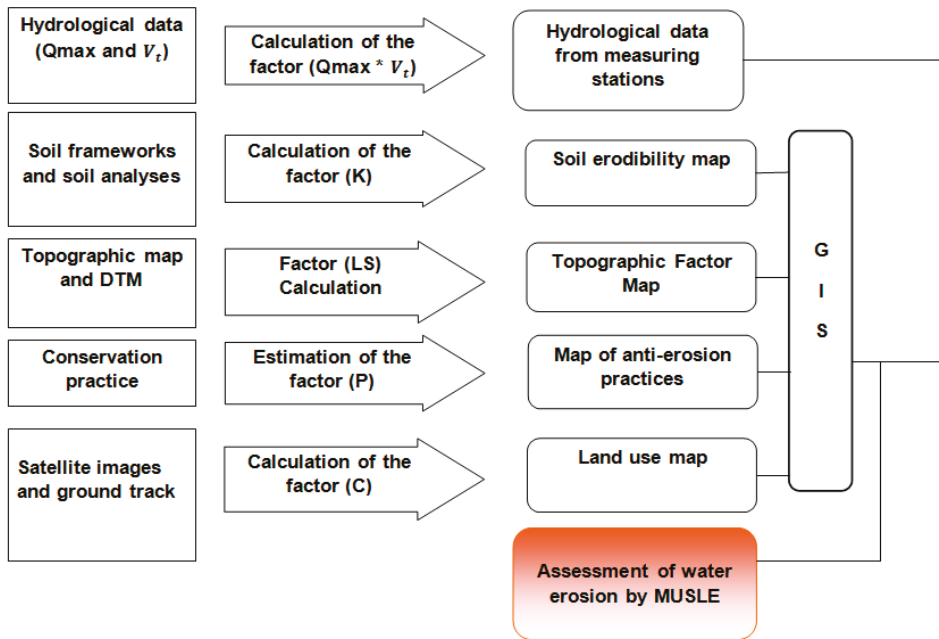 Hydrological data
(Qmax and V_t)
Calculation of the
factor (Qmax * V_t)
Hydrological data
from measuring
stations
Soil frameworks
and soil analyses
Calculation of the
factor (K)
Soil erodibility map
Topographic map
and DTM
Factor (LS)
Calculation
Topographic Factor
Map
Conservation
practice
Estimation of the
factor (P)
Map of anti-erosion
practices
Satellite images
and ground track
Calculation of the
factor (C)
Land use map
G
I
S
Assessment of water
erosion by MUSLE